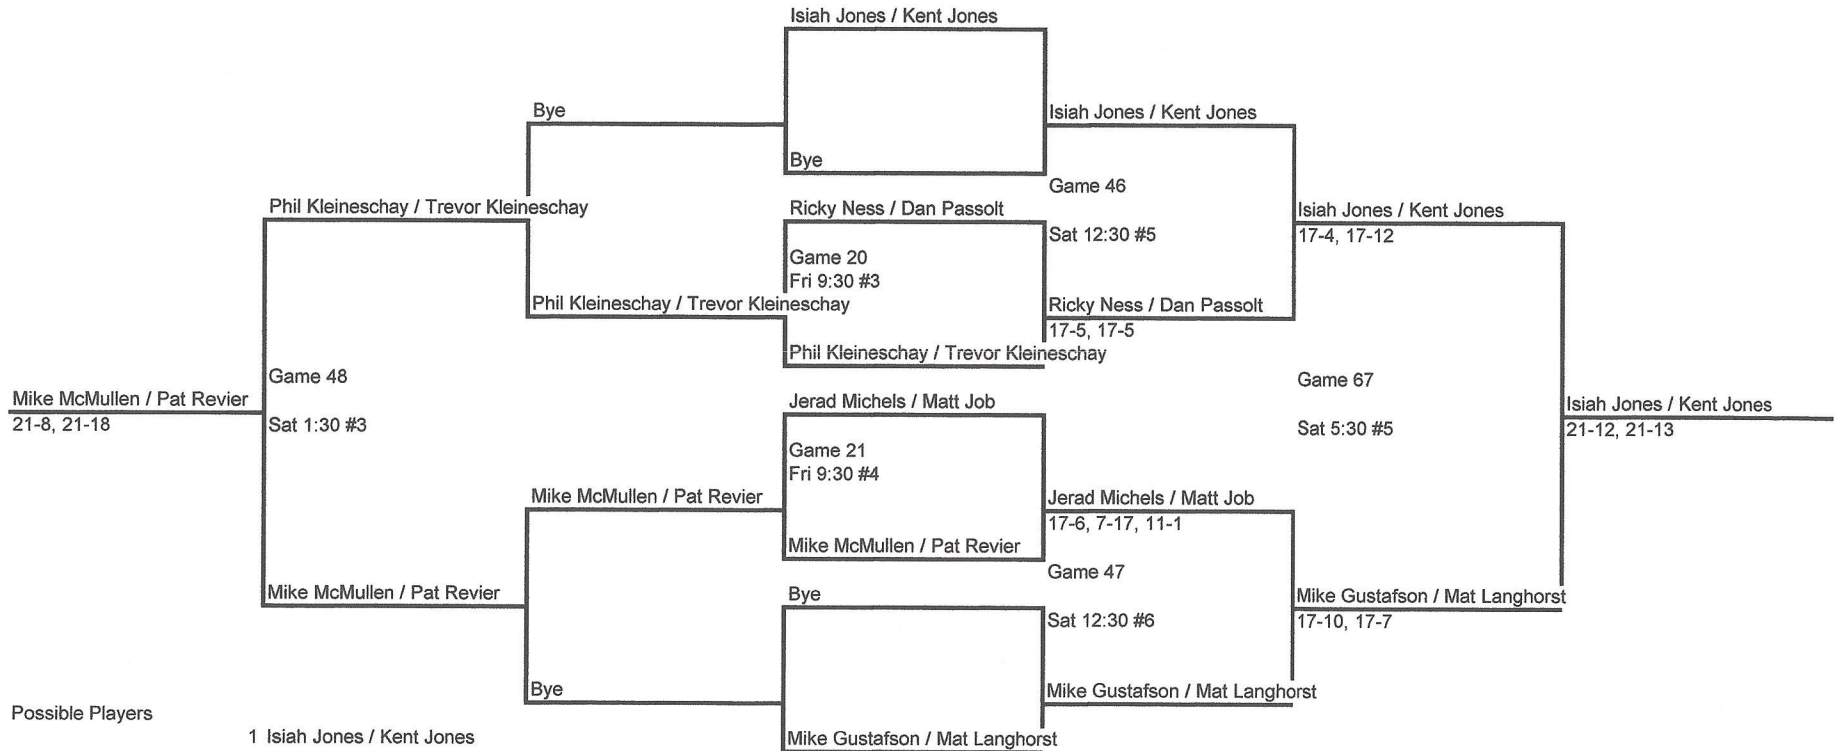 Isiah Jones / Kent Jones
Bye
Isiah Jones / Kent Jones
Bye
Game 46
Phil Kleineschay / Trevor Kleineschay
Ricky Ness / Dan Passolt
Isiah Jones / Kent Jones
Sat 12:30 #5
17-4, 17-12
Game 20
Fri 9:30 #3
Phil Kleineschay / Trevor Kleineschay
Ricky Ness / Dan Passolt
17-5, 17-5
Phil Kleineschay / Trevor Kleineschay
Game 48
Game 67
Mike McMullen / Pat Revier
Jerad Michels / Matt Job
Isiah Jones / Kent Jones
21-8, 21-18
Sat 1:30 #3
Sat 5:30 #5
21-12, 21-13
Game 21
Fri 9:30 #4
Mike McMullen / Pat Revier
Jerad Michels / Matt Job
17-6, 7-17, 11-1
Mike McMullen / Pat Revier
Game 47
Mike McMullen / Pat Revier
Bye
Mike Gustafson / Mat Langhorst
Sat 12:30 #6
17-10, 17-7
Bye
Mike Gustafson / Mat Langhorst
Possible Players
1 Isiah Jones / Kent Jones
Mike Gustafson / Mat Langhorst